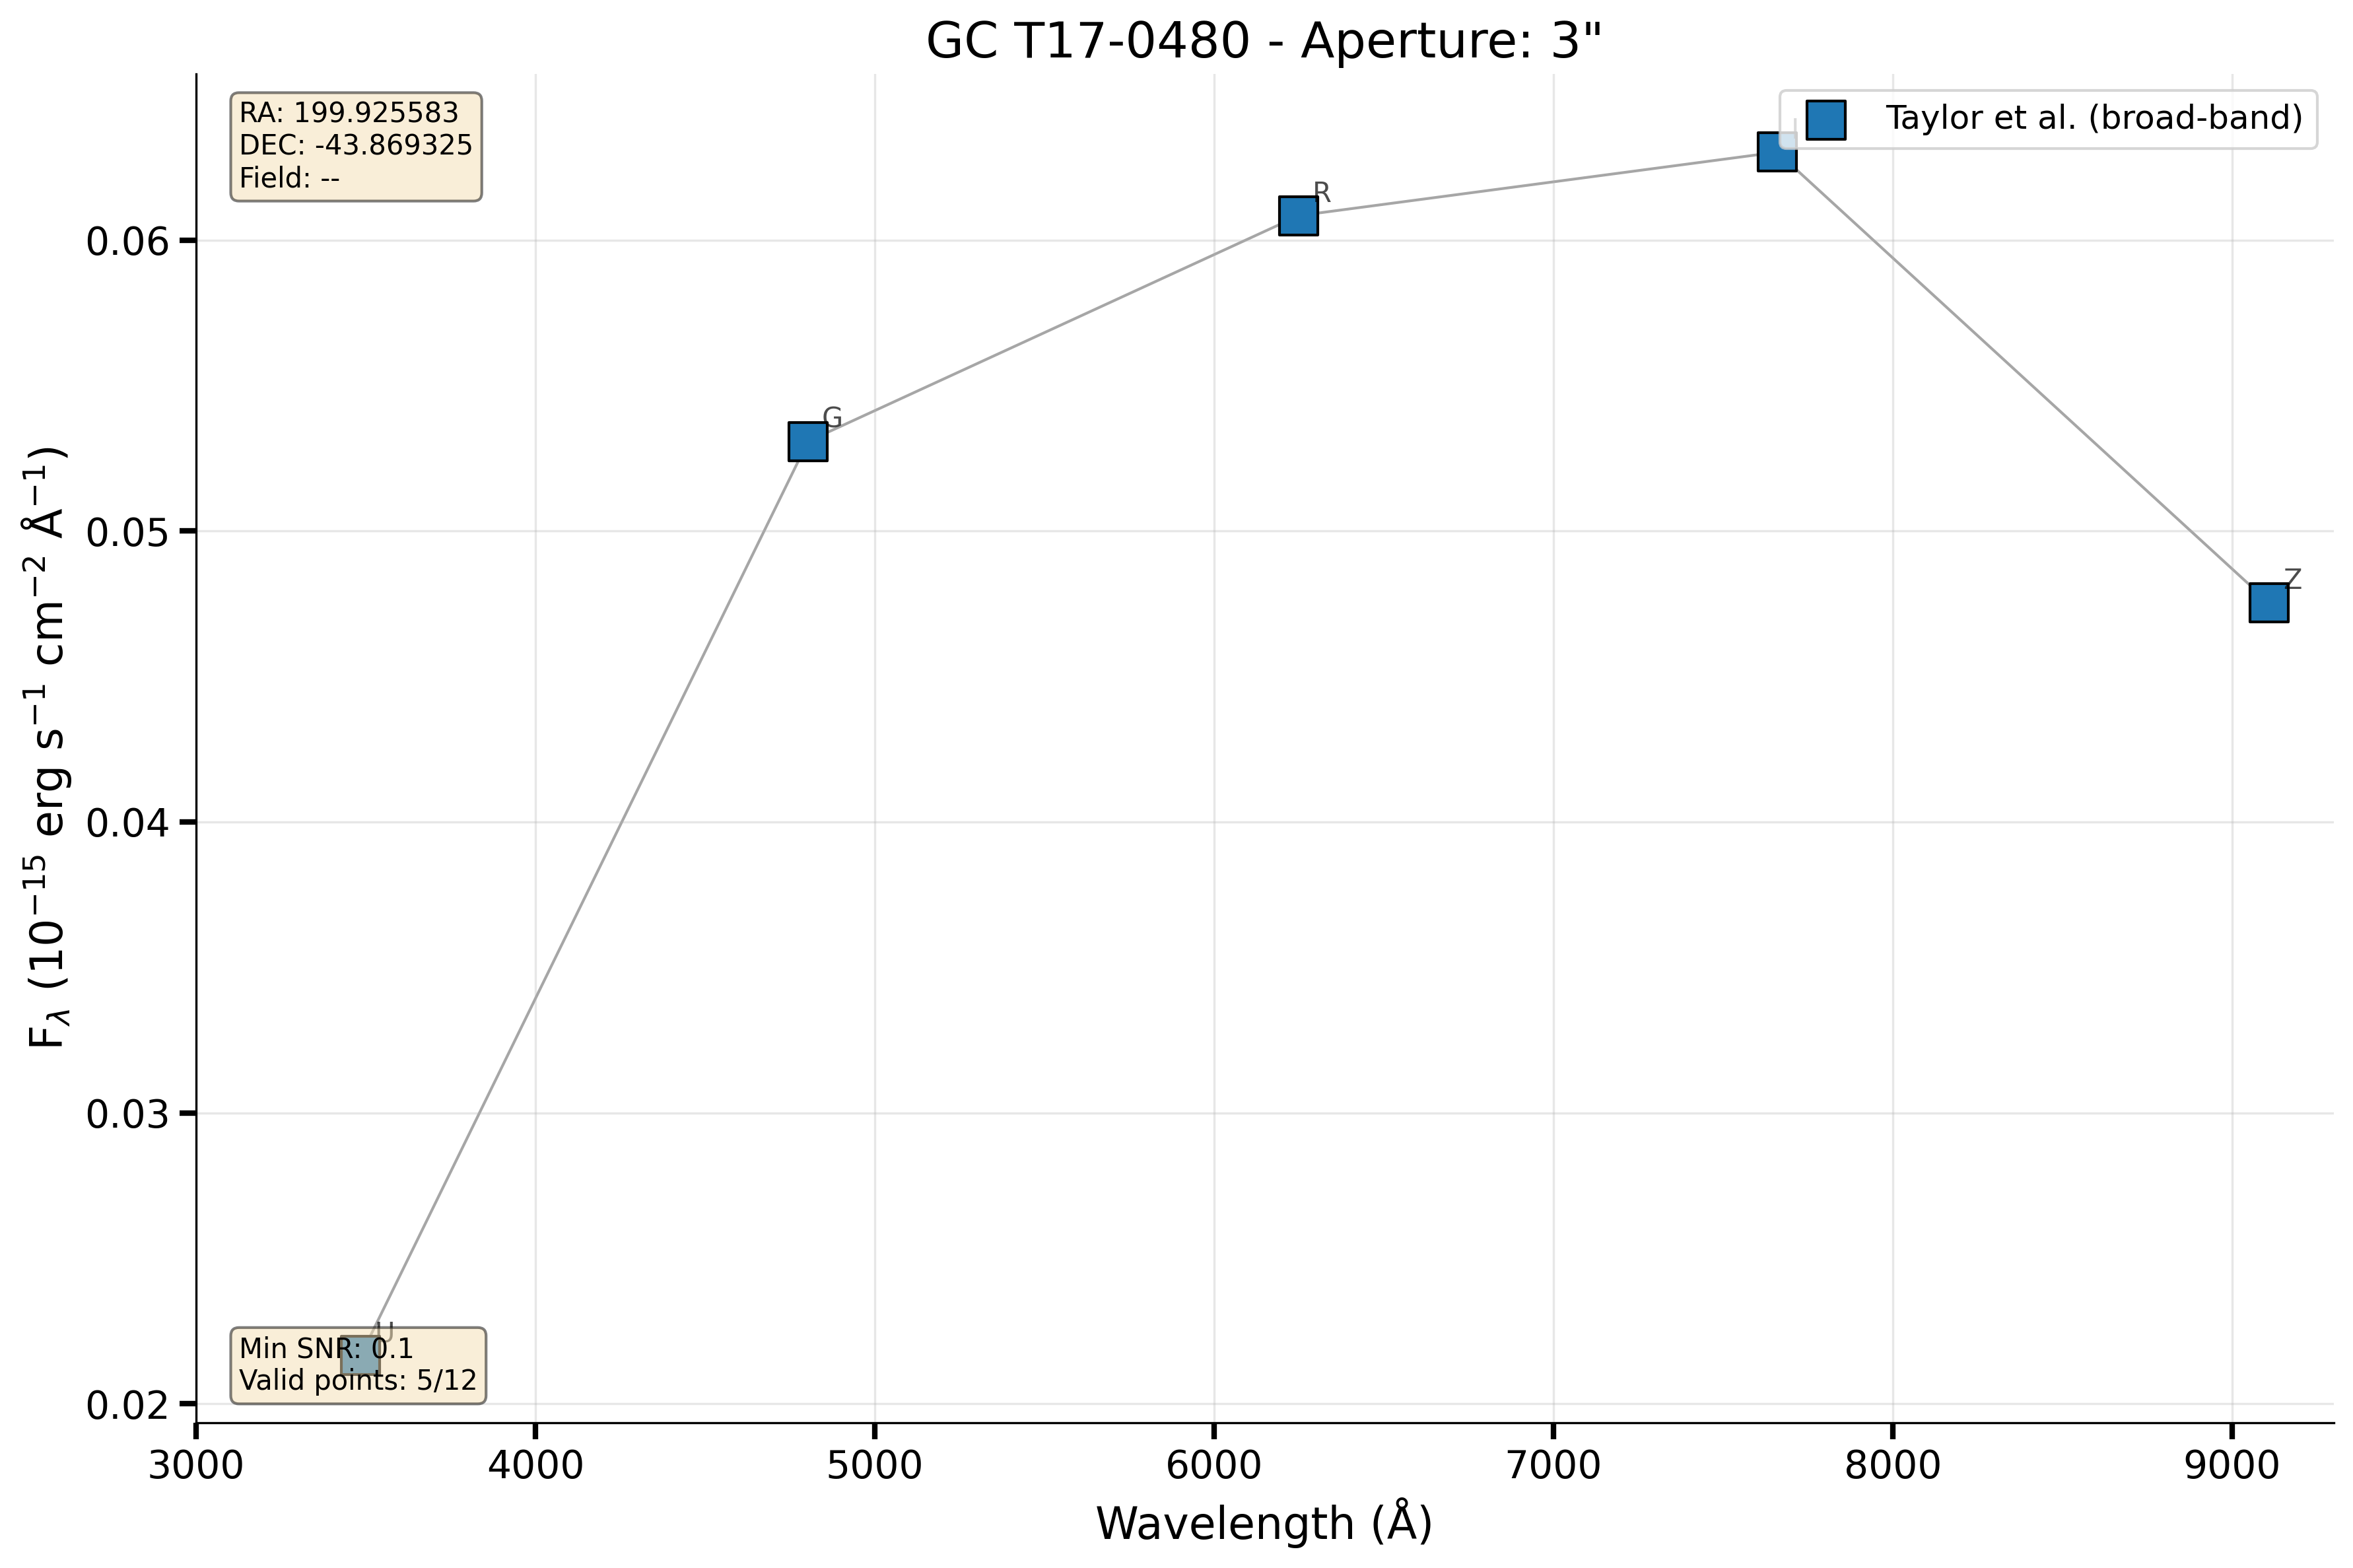 GC T17-0480 - Aperture: 3"
RA: 199.925583
DEC: -43.869325
Field: --
Taylor et al. (broad-band)
I
R
G
Z
U
Min SNR: 0.1
Valid points: 5/12
0.06
0.05
0.04
0.03
0.02
F_λ (10⁻¹⁵ erg s⁻¹ cm⁻² Å⁻¹)
3000 4000 5000 6000 7000 8000 9000
Wavelength (Å)